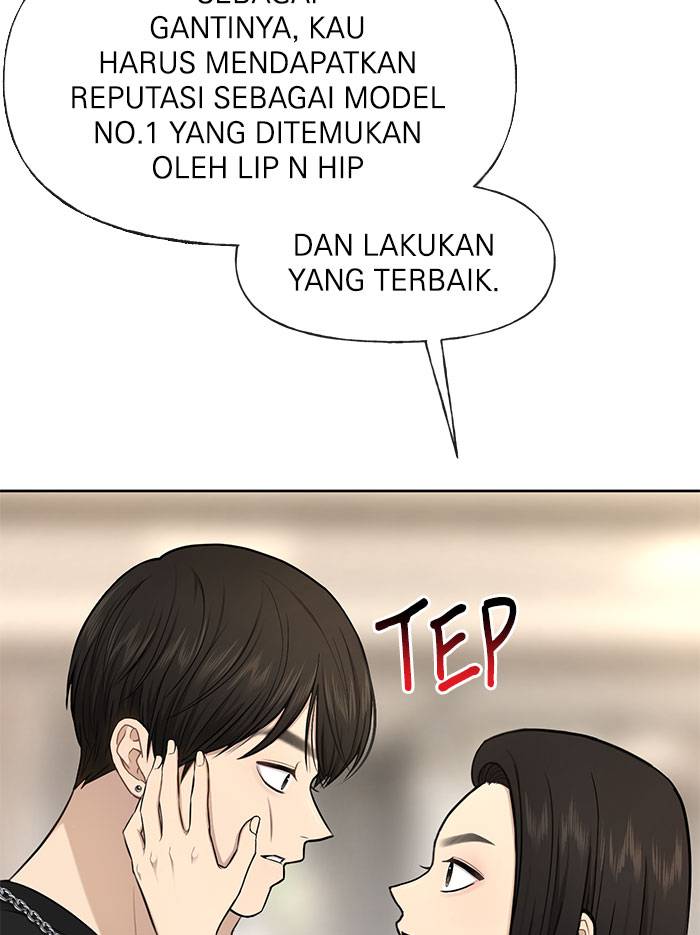 SEBAGAI
GANTINYA, KAU
HARUS MENDAPATKAN
REPUTASI SEBAGAI MODEL
NO.1 YANG DITEMUKAN
OLEH LIP N HIP
DAN LAKUKAN
YANG TERBAIK.
TEP